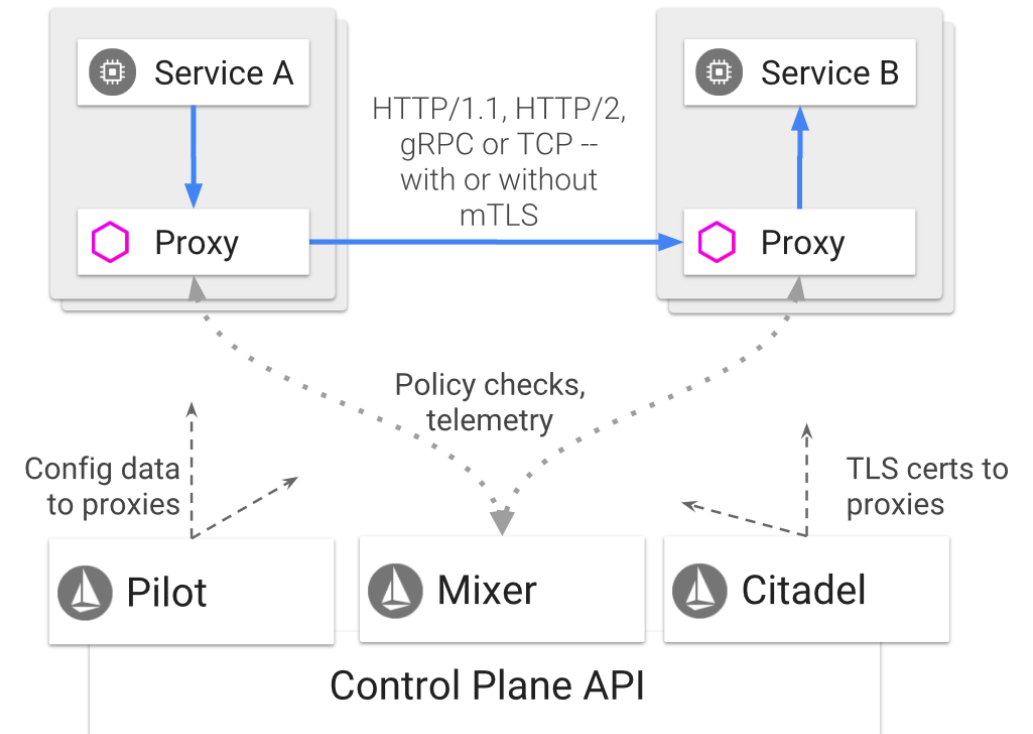 Service A
Service B
HTTP/1.1, HTTP/2,
gRPC or TCP --
with or without
mTLS
Proxy
Proxy
Policy checks,
telemetry
Config data
to proxies
TLS certs to
proxies
Pilot
Mixer
Citadel
Control Plane API